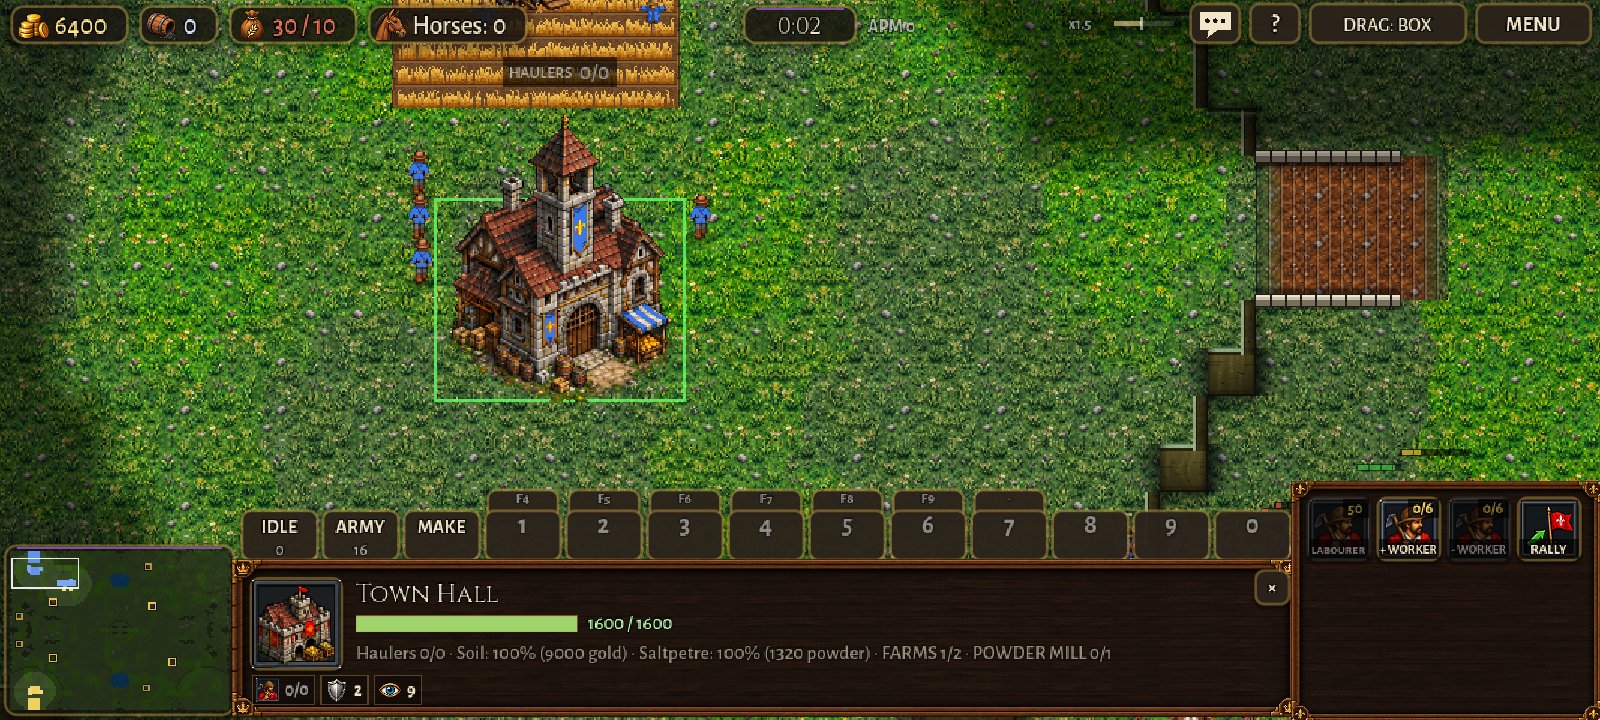 6400
0
30/10
Horses: 0
0:02
APM:0
x1.5
?
DRAG: BOX
MENU
HAULERS 0/0
F4
F5
F6
F7
F8
F9
IDLE
0
ARMY
16
MAKE
1
2
3
4
5
6
7
8
9
0
50
LABOURER
0/6
+WORKER
0/6
-WORKER
RALLY
TOWN HALL
1600/1600
Haulers 0/0 · Soil: 100% (9000 gold) · Saltpetre: 100% (1320 powder) · FARMS 1/2 · POWDER MILL 0/1
0/0
2
9
×